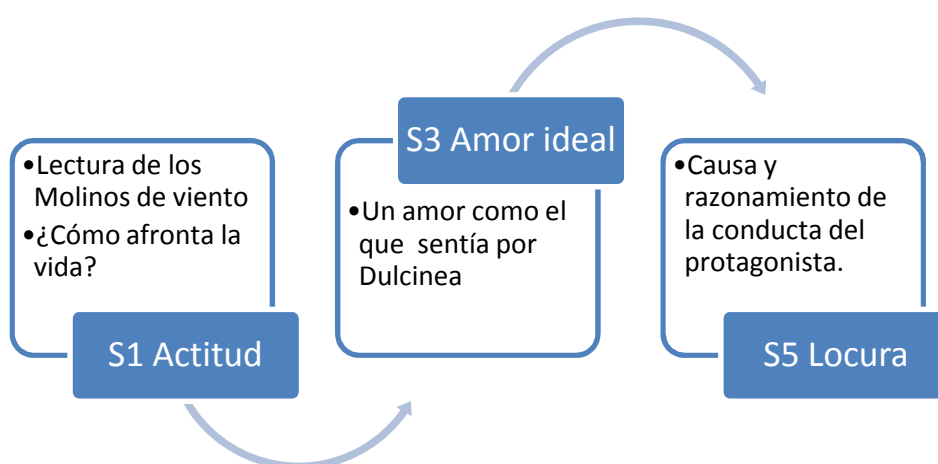 •Lectura de los
Molinos de viento
•¿Cómo afronta la
vida?
S1 Actitud
S3 Amor ideal
•Un amor como el
que sentía por
Dulcinea
•Causa y
razonamiento de
la conducta del
protagonista.
S5 Locura